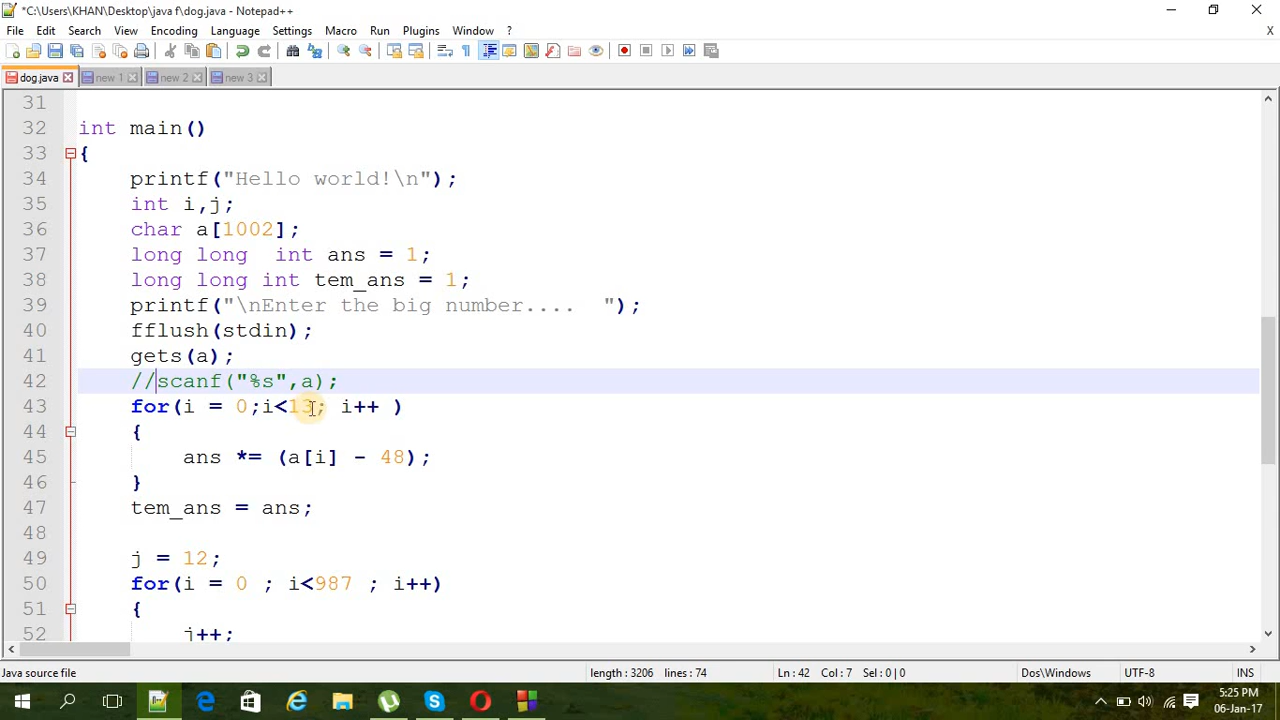 *C:\Users\KHAN\Desktop\java f\dog.java - Notepad++
File Edit Search View Encoding Language Settings Macro Run Plugins Window ? X
dog.java new 1 new 2 new 3
31
32 int main()
33 {
34 printf("Hello world!\n");
35 int i,j;
36 char a[1002];
37 long long  int ans = 1;
38 long long int tem_ans = 1;
39 printf("\nEnter the big number....  ");
40 fflush(stdin);
41 gets(a);
42 //scanf("%s",a);
43 for(i = 0;i<13; i++ )
44 {
45 ans *= (a[i] - 48);
46 }
47 tem_ans = ans;
48
49 j = 12;
50 for(i = 0 ; i<987 ; i++)
51 {
52 j++;
Java source file length : 3206 lines : 74 Ln : 42 Col : 7 Sel : 0 | 0 Dos\Windows UTF-8 INS
5:25 PM
06-Jan-17